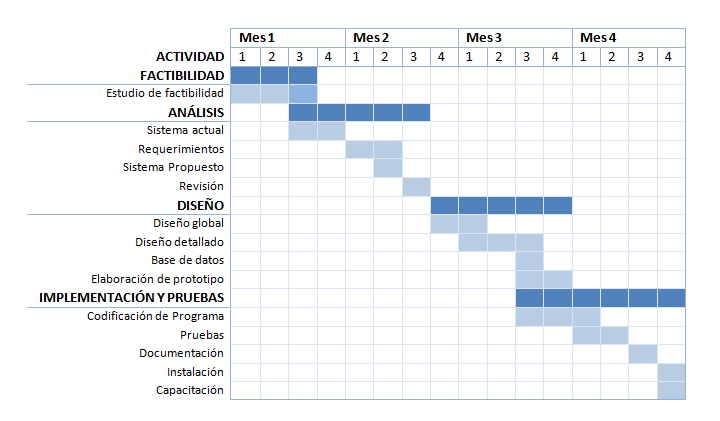 Mes 1 Mes 2 Mes 3 Mes 4
ACTIVIDAD 1 2 3 4 1 2 3 4 1 2 3 4 1 2 3 4
FACTIBILIDAD
Estudio de factibilidad
ANÁLISIS
Sistema actual
Requerimientos
Sistema Propuesto
Revisión
DISEÑO
Diseño global
Diseño detallado
Base de datos
Elaboración de prototipo
IMPLEMENTACIÓN Y PRUEBAS
Codificación de Programa
Pruebas
Documentación
Instalación
Capacitación